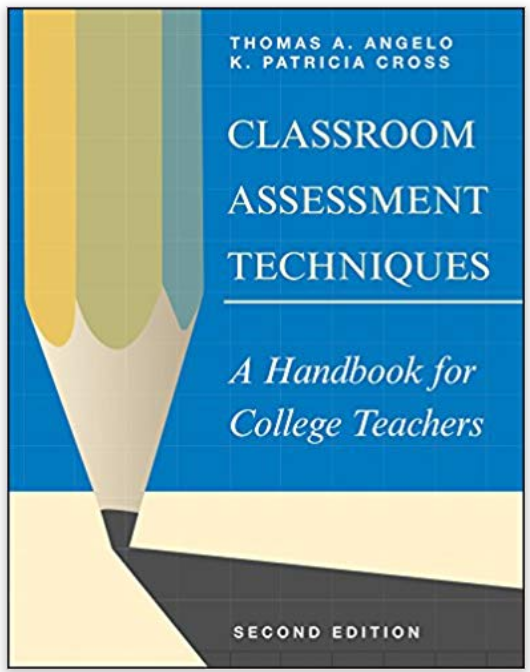 THOMAS A. ANGELO
K. PATRICIA CROSS
CLASSROOM
ASSESSMENT
TECHNIQUES
A Handbook for
College Teachers
SECOND EDITION